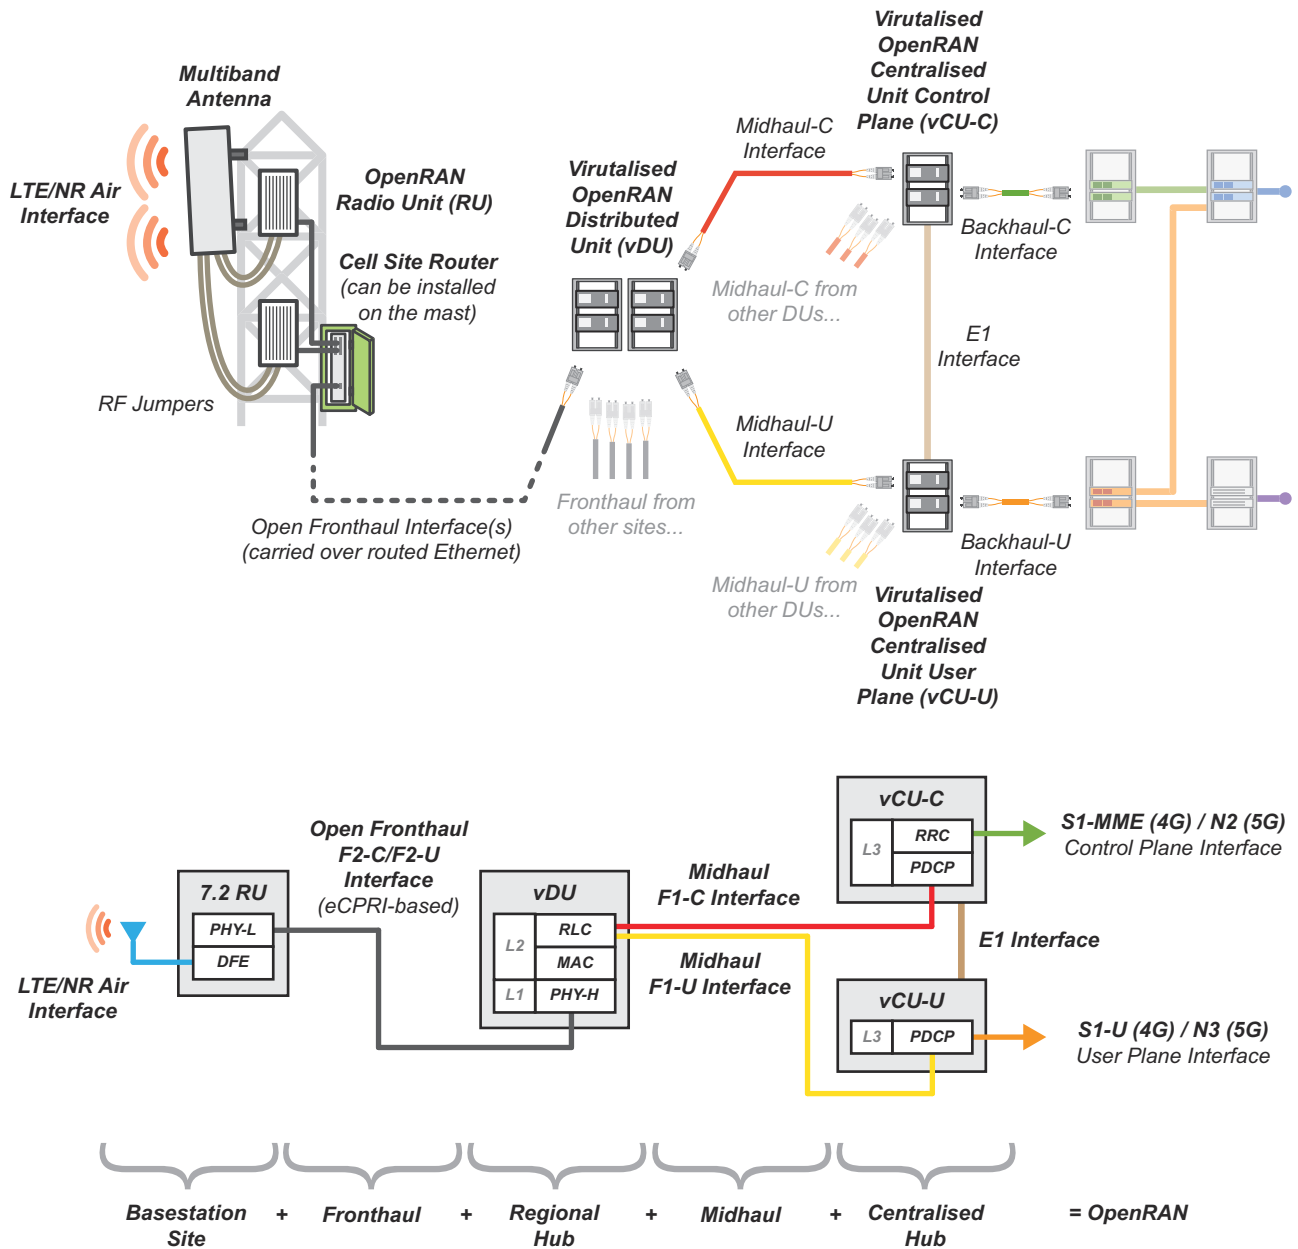 Multiband
Antenna
LTE/NR Air
Interface
OpenRAN
Radio Unit (RU)
Cell Site Router
(can be installed
on the mast)
RF Jumpers
Open Fronthaul Interface(s)
(carried over routed Ethernet)
Virutalised
OpenRAN
Distributed
Unit (vDU)
Fronthaul from
other sites...
Midhaul-C
Interface
Midhaul-C from
other DUs...
Midhaul-U
Interface
Midhaul-U from
other DUs...
Virutalised
OpenRAN
Centralised
Unit Control
Plane (vCU-C)
Backhaul-C
Interface
E1
Interface
Backhaul-U
Interface
Virutalised
OpenRAN
Centralised
Unit User
Plane (vCU-U)
LTE/NR Air
Interface
7.2 RU
PHY-L
DFE
Open Fronthaul
F2-C/F2-U
Interface
(eCPRI-based)
vDU
L2
RLC
MAC
L1
PHY-H
Midhaul
F1-C Interface
Midhaul
F1-U Interface
vCU-C
L3
RRC
PDCP
S1-MME (4G) / N2 (5G)
Control Plane Interface
E1 Interface
vCU-U
L3
PDCP
S1-U (4G) / N3 (5G)
User Plane Interface
Basestation
Site
+
Fronthaul
+
Regional
Hub
+
Midhaul
+
Centralised
Hub
= OpenRAN